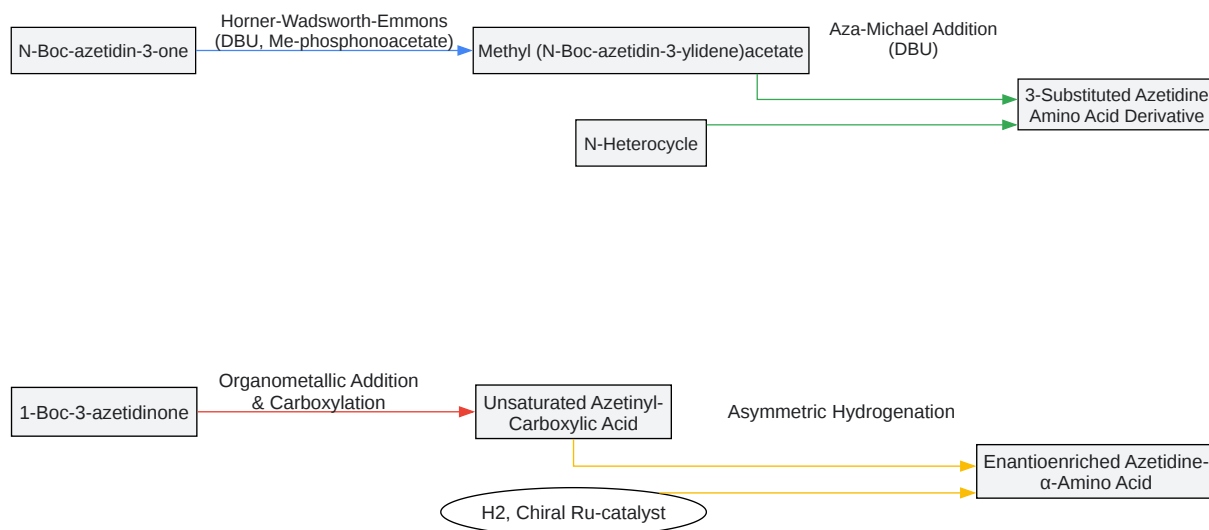 Horner-Wadsworth-Emmons
(DBU, Me-phosphonoacetate)
N-Boc-azetidin-3-one
Methyl (N-Boc-azetidin-3-ylidene)acetate
Aza-Michael Addition
(DBU)
3-Substituted Azetidine
Amino Acid Derivative
N-Heterocycle
1-Boc-3-azetidinone
Organometallic Addition
& Carboxylation
Unsaturated Azetinyl-
Carboxylic Acid
Asymmetric Hydrogenation
Enantioenriched Azetidine-
α-Amino Acid
H2, Chiral Ru-catalyst